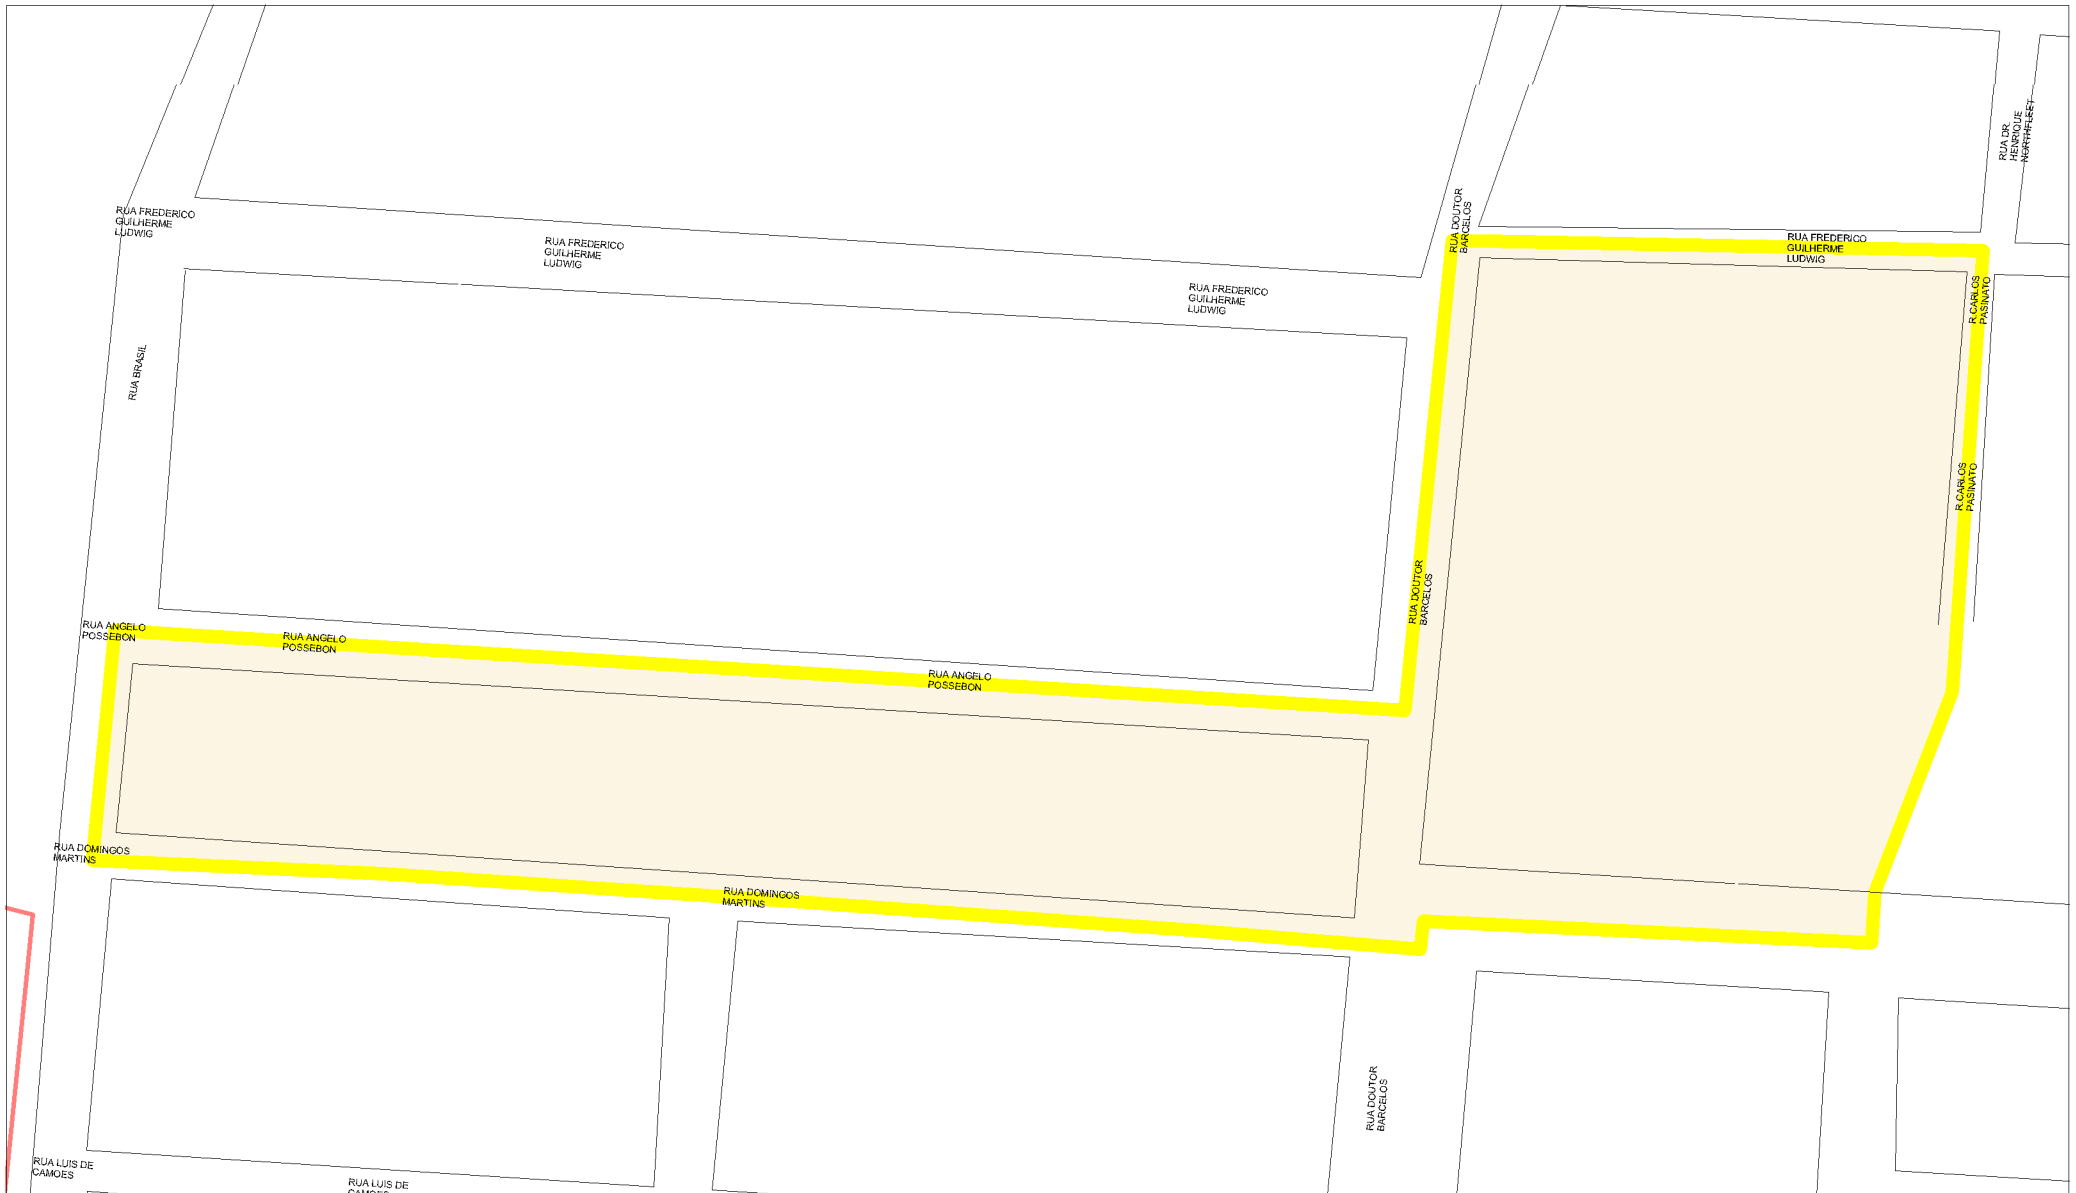 RUA DR.
HENRIQUE
NORTHFLEET
RUA FREDERICO
GUILHERME
LUDWIG
RUA FREDERICO
GUILHERME
LUDWIG
RUA DOUTOR
BARCELOS
RUA FREDERICO
GUILHERME
LUDWIG
RUA FREDERICO
GUILHERME
LUDWIG
R.CARLOS
PASINATO
RUA BRASIL
R.CARLOS
PASINATO
RUA DOUTOR
BARCELOS
RUA ANGELO
POSSEBON
RUA ANGELO
POSSEBON
RUA ANGELO
POSSEBON
RUA DOMINGOS
MARTINS
RUA DOMINGOS
MARTINS
RUA DOUTOR
BARCELOS
RUA LUIS DE
CAMOES
RUA LUIS DE